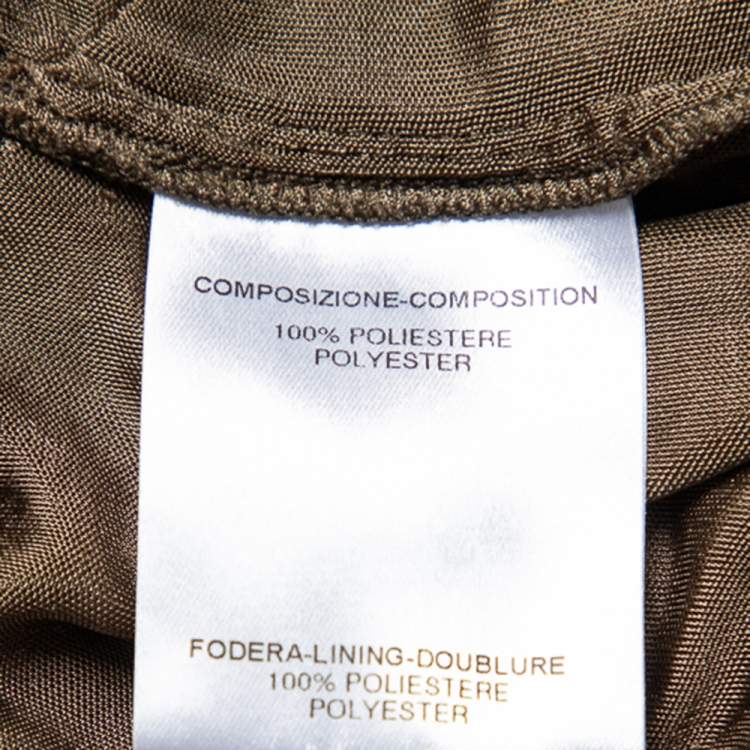 COMPOSIZIONE-COMPOSITION
100% POLIESTERE
POLYESTER
FODERA-LINING-DOUBLURE
100% POLIESTERE
POLYESTER